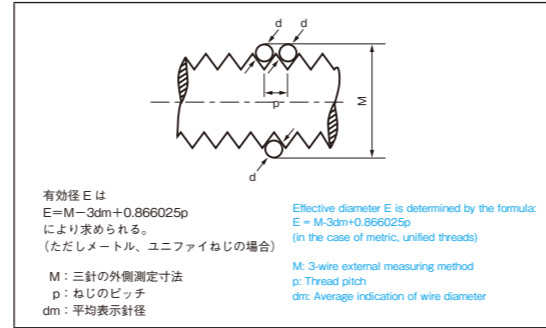 d
d
M
p
d
有効径 E は
E=M−3dm+0.866025p
により求められる。
(ただしメートル、ユニファイねじの場合)
M:三針の外側測定寸法
p:ねじのピッチ
dm:平均表示針径
Effective diameter E is determined by the formula:
E = M-3dm+0.866025p
(in the case of metric, unified threads)
M: 3-wire external measuring method
p: Thread pitch
dm: Average indication of wire diameter